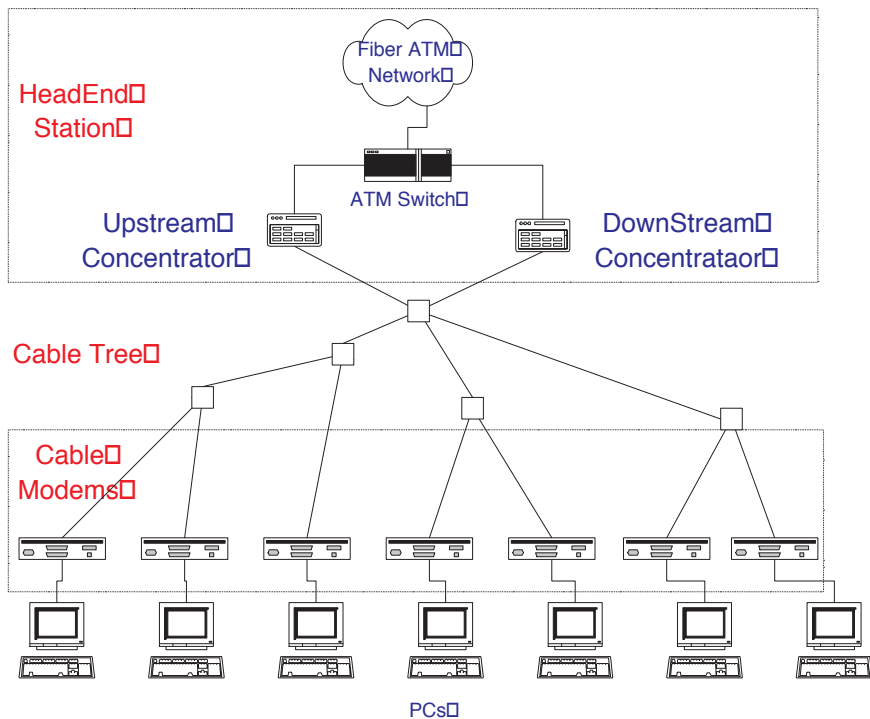 Fiber ATM□
Network□
HeadEnd□
Station□
ATM Switch□
Upstream□
Concentrator□
DownStream□
Concentrataor□
Cable Tree□
Cable□
Modems□
PCs□